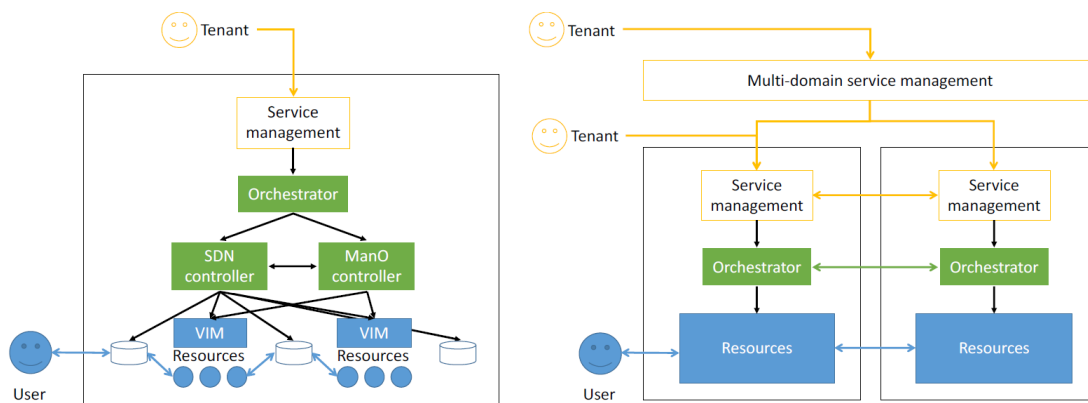 Tenant
Service
management
Orchestrator
SDN
controller
ManO
controller
VIM
VIM
Resources
Resources
User
Tenant
Multi-domain service management
Tenant
Service
management
Service
management
Orchestrator
Orchestrator
Resources
Resources
User